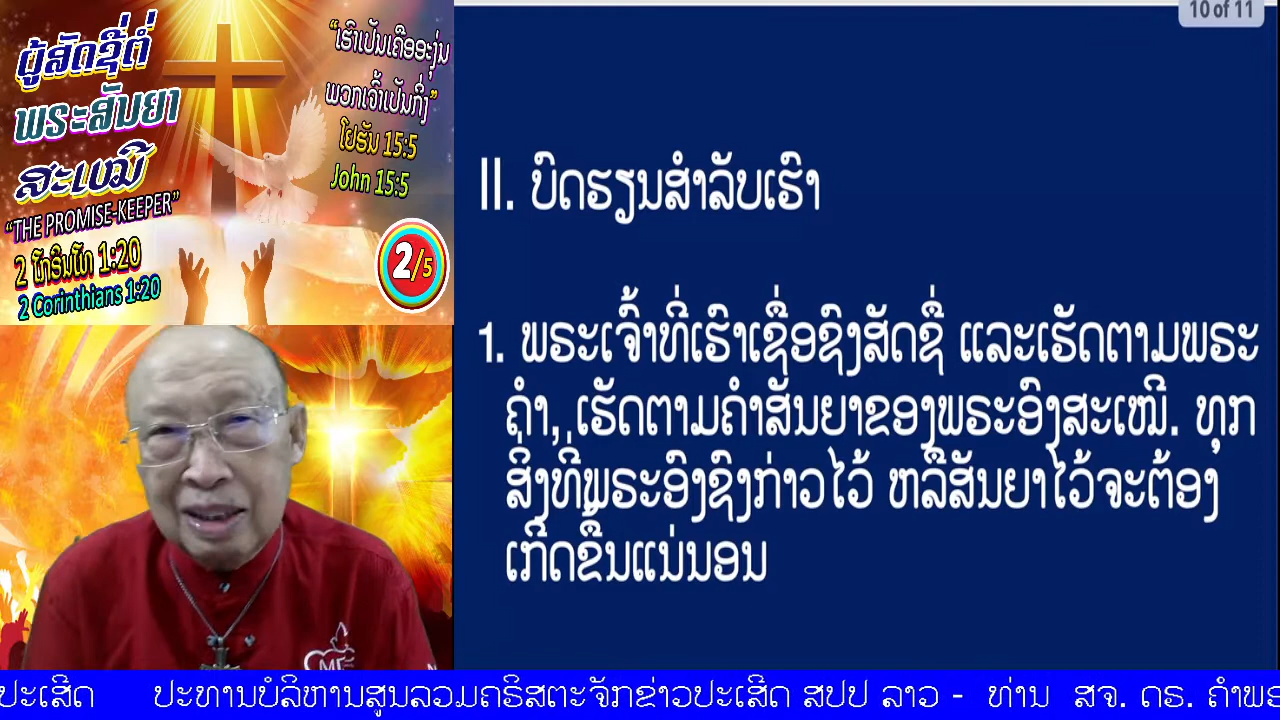 ຜູ້ສັດຊື່ຕໍ່
ພຣະສັນຍາ
ສະເໝີ
"THE PROMISE-KEEPER"
2 ໂກຣິນໂທ 1:20
2 Corinthians 1:20
"ເຮົາເປັນເຄືອອະງຸ່ນ
ພວກເຈົ້າເປັນກິ່ງ"
ໂຢຮັນ 15:5
John 15:5
2/5
10 of 11
II. ບົດຮຽນສຳລັບເຮົາ
1. ພຣະເຈົ້າທີ່ເຮົາເຊື່ອຊົງສັດຊື່ ແລະເຮັດຕາມພຣະ
ຄຳ, ເຮັດຕາມຄຳສັນຍາຂອງພຣະອົງສະເໝີ. ທຸກ
ສິ່ງທີ່ພຣະອົງຊົງກ່າວໄວ້ ຫລືສັນຍາໄວ້ຈະຕ້ອງ
ເກີດຂຶ້ນແນ່ນອນ
ປະເສີດ ປະທານບໍລິຫານສູນລວມຄຣິສຕະຈັກຂ່າວປະເສີດ ສປປ ລາວ - ທ່ານ ສຈ. ດຣ.